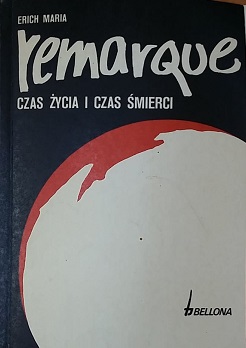 ERICH MARIA
remarque
CZAS ŻYCIA I CZAS ŚMIERCI
BELLONA